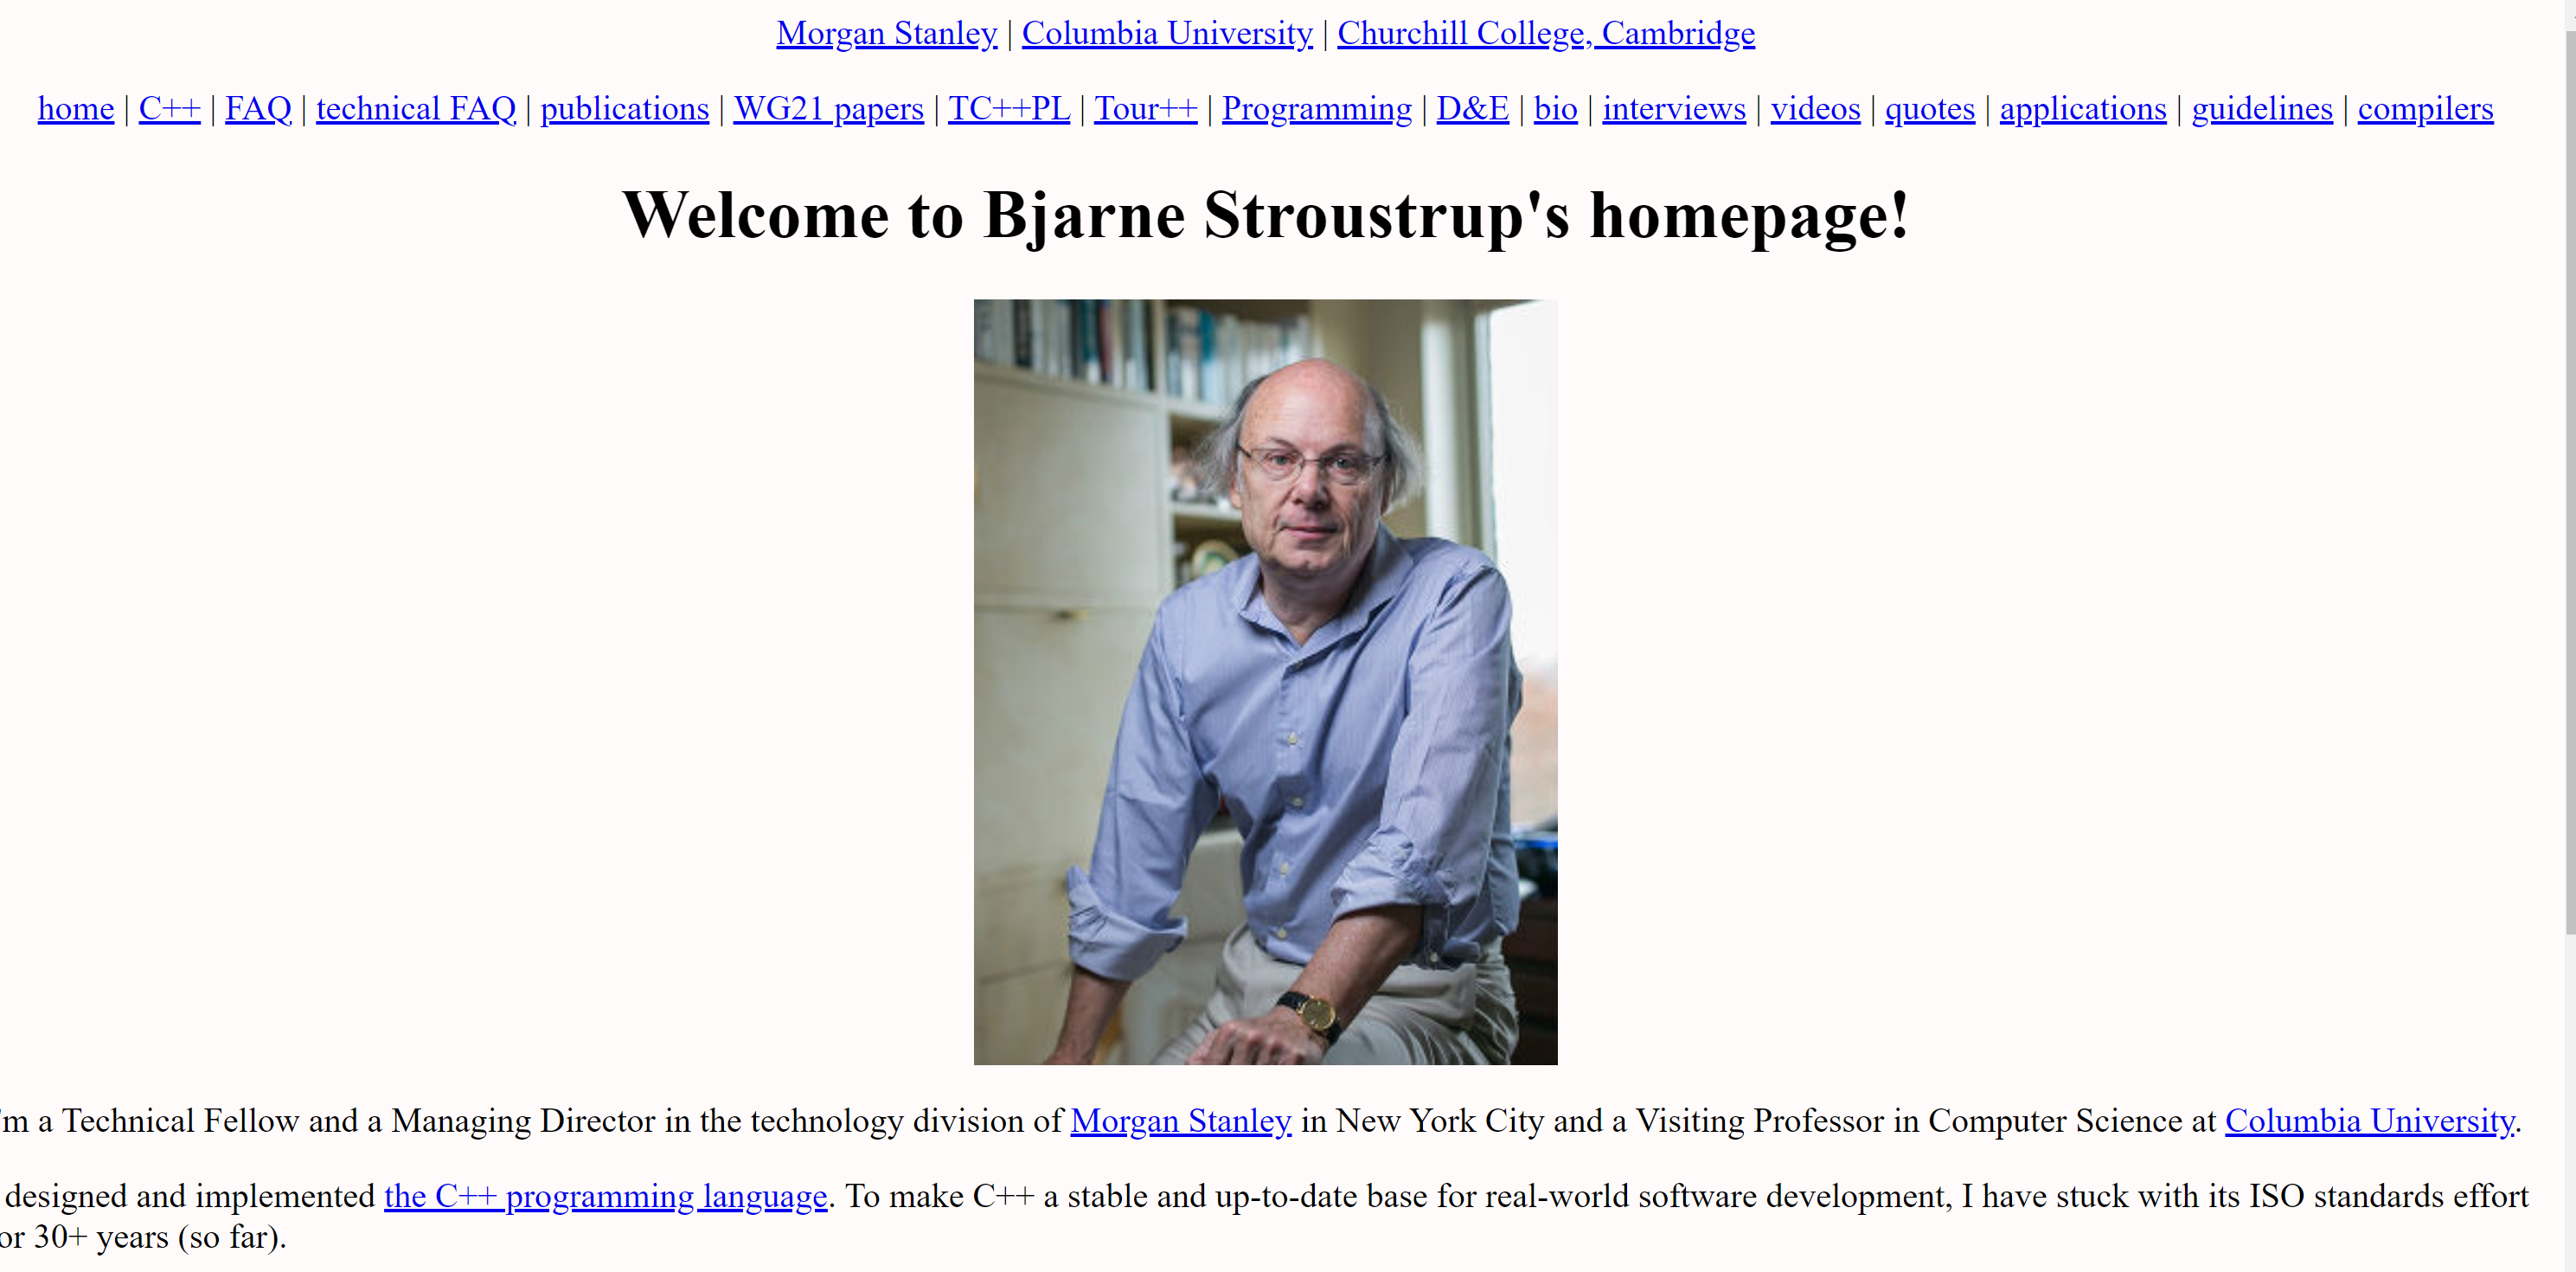 Morgan Stanley | Columbia University | Churchill College, Cambridge
home | C++ | FAQ | technical FAQ | publications | WG21 papers | TC++PL | Tour++ | Programming | D&E | bio | interviews | videos | quotes | applications | guidelines | compilers
Welcome to Bjarne Stroustrup's homepage!
'm a Technical Fellow and a Managing Director in the technology division of Morgan Stanley in New York City and a Visiting Professor in Computer Science at Columbia University.
designed and implemented the C++ programming language. To make C++ a stable and up-to-date base for real-world software development, I have stuck with its ISO standards effort
or 30+ years (so far).